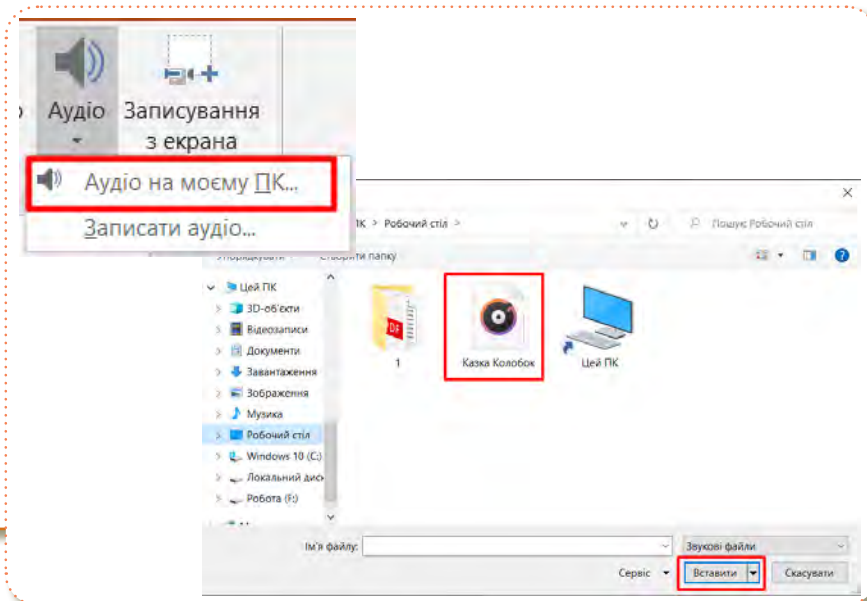 Аудіо
Записування
з екрана
Аудіо на моєму ПК...
Записати аудіо...
ПК > Робочий стіл >
Пошук: Робочий стіл
Упорядкувати
Створити папку
Цей ПК
3D-об'єкти
Відеозаписи
Документи
Завантаження
Зображення
Музика
Робочий стіл
Windows 10 (C:)
Локальний диск
Робота (F:)
PDF
1
Казка Колобок
Цей ПК
Ім'я файлу:
Звукові файли
Сервіс
Вставити
Скасувати